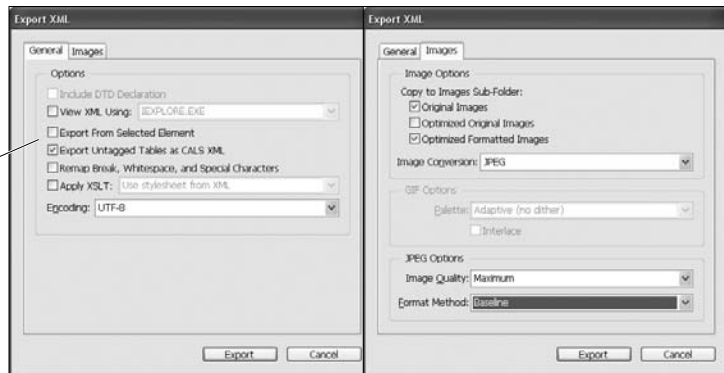 Export XML
General
Images
Options
Include DTD Declaration
View XML Using: IEXPLORE.EXE
Export From Selected Element
Export Untagged Tables as CALS XML
Remap Break, Whitespace, and Special Characters
Apply XSLT: Use stylesheet from XML
Encoding: UTF-8
Export
Cancel
Export XML
General
Images
Image Options
Copy to Images Sub-Folder:
Original Images
Optimized Original Images
Optimized Formatted Images
Image Conversion: JPEG
GIF Options
Palette: Adaptive (no dither)
Interlace
JPEG Options
Image Quality: Maximum
Format Method: Baseline
Export
Cancel